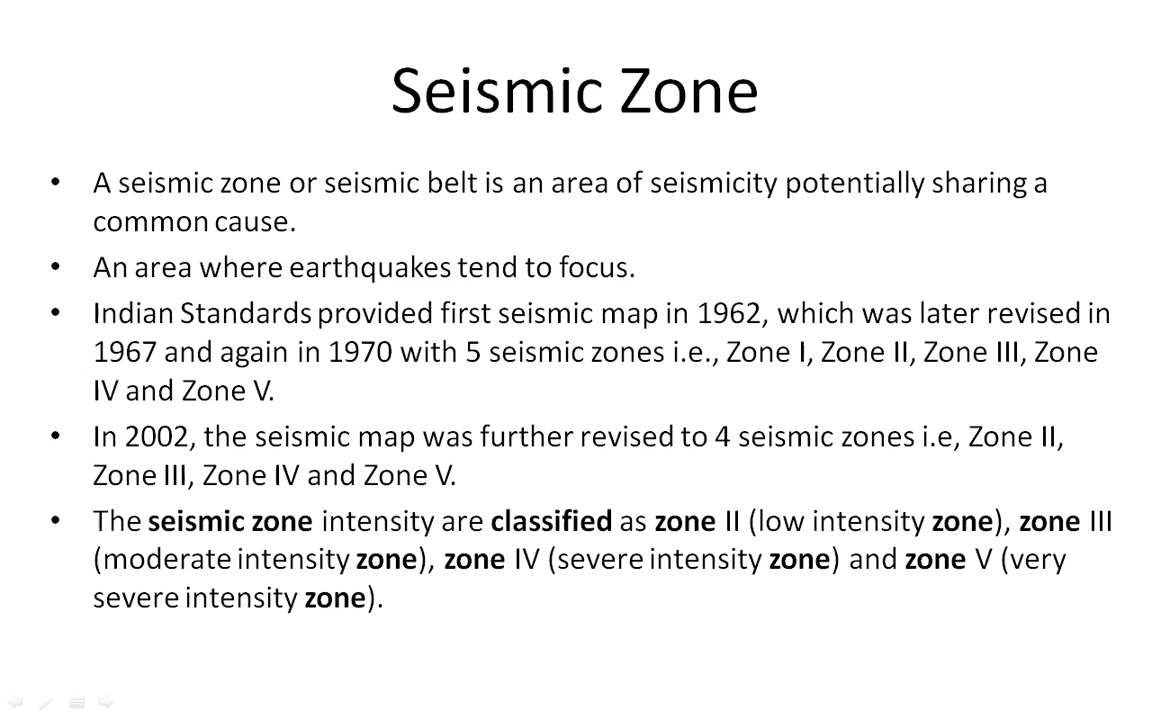 Seismic Zone
• A seismic zone or seismic belt is an area of seismicity potentially sharing a
common cause.
• An area where earthquakes tend to focus.
• Indian Standards provided first seismic map in 1962, which was later revised in
1967 and again in 1970 with 5 seismic zones i.e., Zone I, Zone II, Zone III, Zone
IV and Zone V.
• In 2002, the seismic map was further revised to 4 seismic zones i.e, Zone II,
Zone III, Zone IV and Zone V.
• The seismic zone intensity are classified as zone II (low intensity zone), zone III
(moderate intensity zone), zone IV (severe intensity zone) and zone V (very
severe intensity zone).